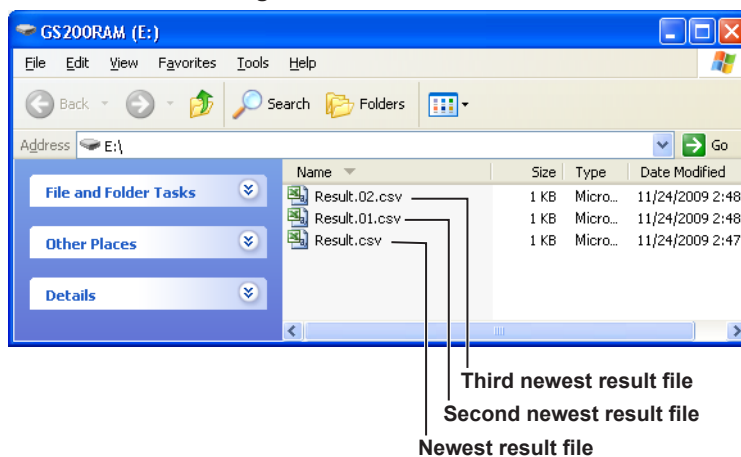 GS200RAM (E:)
File Edit View Favorites Tools Help
Back Search Folders
Address E:\ Go
Name Size Type Date Modified
File and Folder Tasks
Other Places
Details
Result.02.csv 1 KB Micro... 11/24/2009 2:48
Result.01.csv 1 KB Micro... 11/24/2009 2:48
Result.csv 1 KB Micro... 11/24/2009 2:47
Third newest result file
Second newest result file
Newest result file